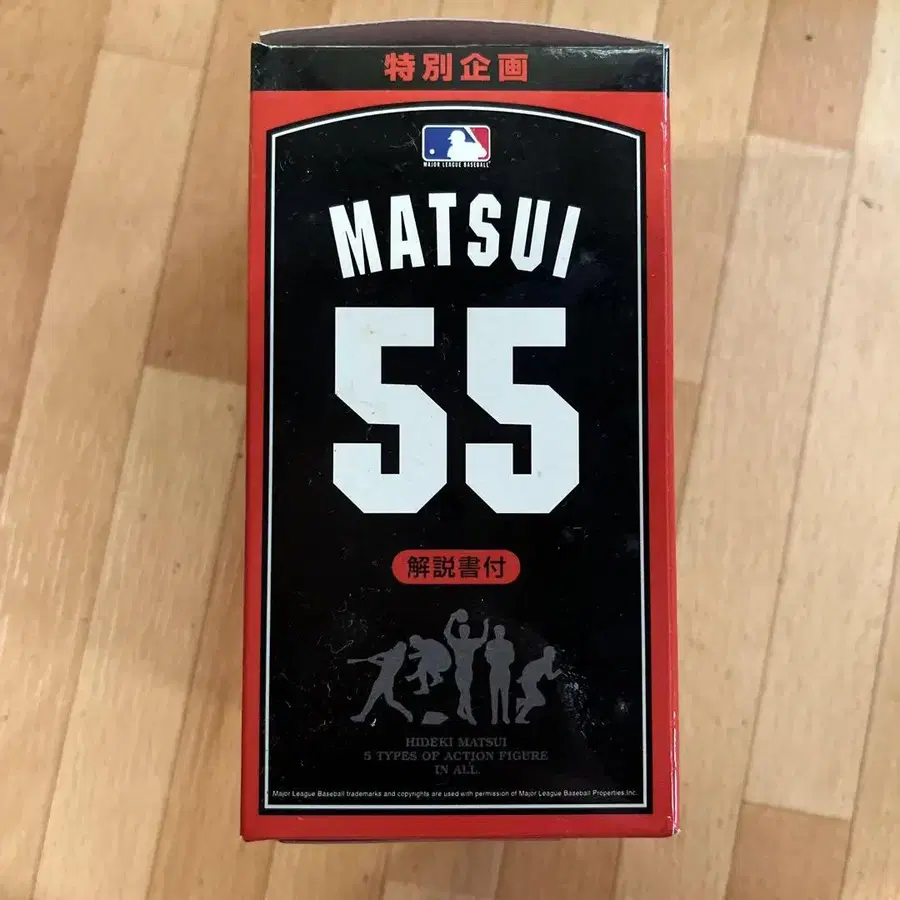 特別企画
MAJOR LEAGUE BASEBALL
MATSUI
55
解説書付
HIDEKI MATSUI
5 TYPES OF ACTION FIGURE
IN ALL.
Major League Baseball trademarks and copyrights are used with permission of Major League Baseball Properties,Inc.